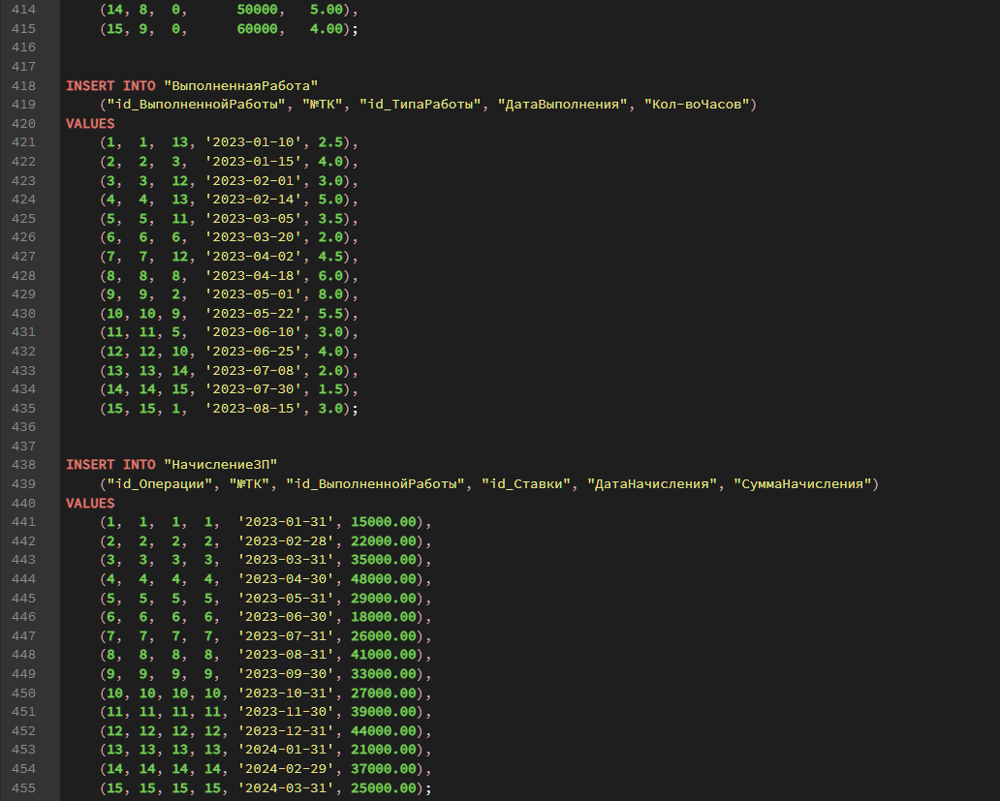 414 (14, 8, 0, 50000, 5.00),
415 (15, 9, 0, 60000, 4.00);
416
417
418 INSERT INTO "ВыполненнаяРабота"
419 ("id_ВыполненнойРаботы", "№ТК", "id_ТипаРаботы", "ДатаВыполнения", "Кол-воЧасов")
420 VALUES
421 (1, 1, 13, '2023-01-10', 2.5),
422 (2, 2, 3, '2023-01-15', 4.0),
423 (3, 3, 12, '2023-02-01', 3.0),
424 (4, 4, 13, '2023-02-14', 5.0),
425 (5, 5, 11, '2023-03-05', 3.5),
426 (6, 6, 6, '2023-03-20', 2.0),
427 (7, 7, 12, '2023-04-02', 4.5),
428 (8, 8, 8, '2023-04-18', 6.0),
429 (9, 9, 2, '2023-05-01', 8.0),
430 (10, 10, 9, '2023-05-22', 5.5),
431 (11, 11, 5, '2023-06-10', 3.0),
432 (12, 12, 10, '2023-06-25', 4.0),
433 (13, 13, 14, '2023-07-08', 2.0),
434 (14, 14, 15, '2023-07-30', 1.5),
435 (15, 15, 1, '2023-08-15', 3.0);
436
437
438 INSERT INTO "НачислениеЗП"
439 ("id_Операции", "№ТК", "id_ВыполненнойРаботы", "id_Ставки", "ДатаНачисления", "СуммаНачисления")
440 VALUES
441 (1, 1, 1, 1, '2023-01-31', 15000.00),
442 (2, 2, 2, 2, '2023-02-28', 22000.00),
443 (3, 3, 3, 3, '2023-03-31', 35000.00),
444 (4, 4, 4, 4, '2023-04-30', 48000.00),
445 (5, 5, 5, 5, '2023-05-31', 29000.00),
446 (6, 6, 6, 6, '2023-06-30', 18000.00),
447 (7, 7, 7, 7, '2023-07-31', 26000.00),
448 (8, 8, 8, 8, '2023-08-31', 41000.00),
449 (9, 9, 9, 9, '2023-09-30', 33000.00),
450 (10, 10, 10, 10, '2023-10-31', 27000.00),
451 (11, 11, 11, 11, '2023-11-30', 39000.00),
452 (12, 12, 12, 12, '2023-12-31', 44000.00),
453 (13, 13, 13, 13, '2024-01-31', 21000.00),
454 (14, 14, 14, 14, '2024-02-29', 37000.00),
455 (15, 15, 15, 15, '2024-03-31', 25000.00);